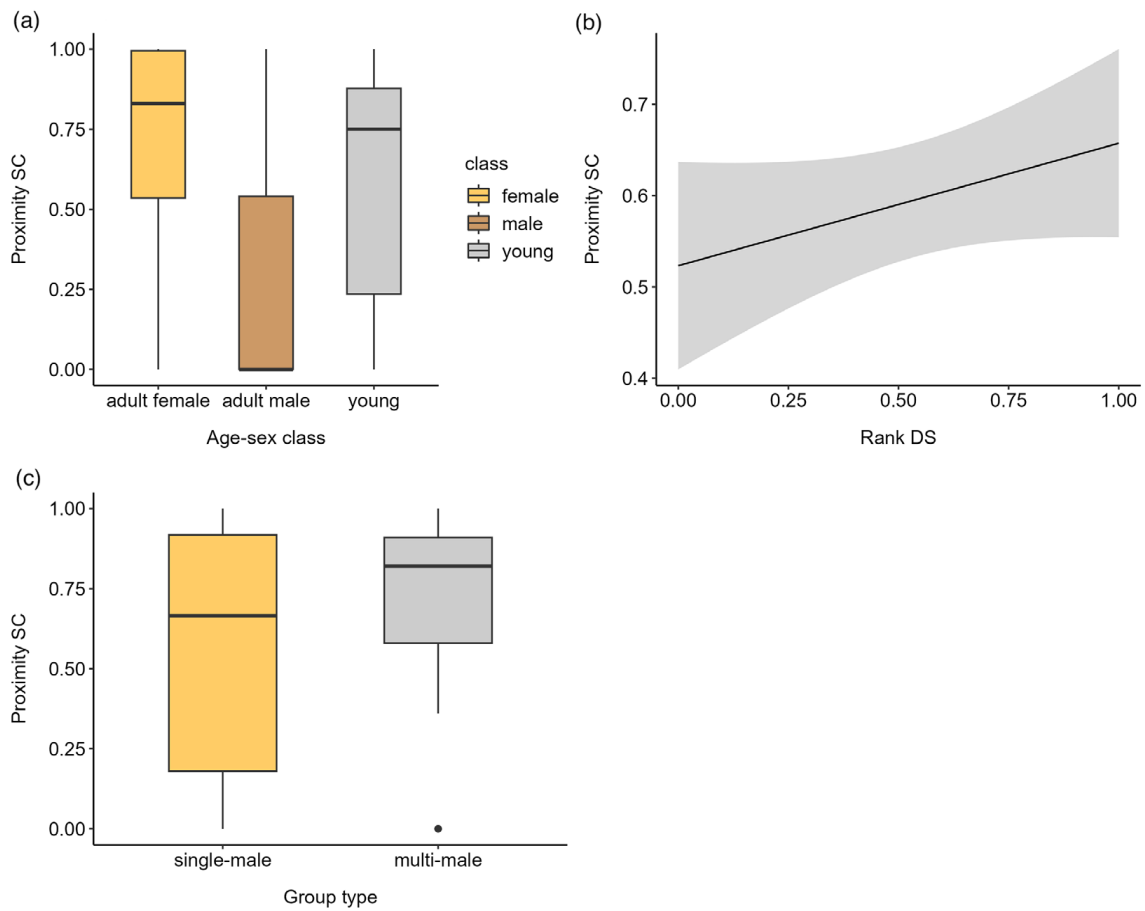 (a)
Proximity SC
1.00
0.75
0.50
0.25
0.00
adult female adult male young
Age-sex class
class
female
male
young
(b)
Proximity SC
0.7
0.6
0.5
0.4
0.00 0.25 0.50 0.75 1.00
Rank DS
(c)
Proximity SC
1.00
0.75
0.50
0.25
0.00
single-male multi-male
Group type